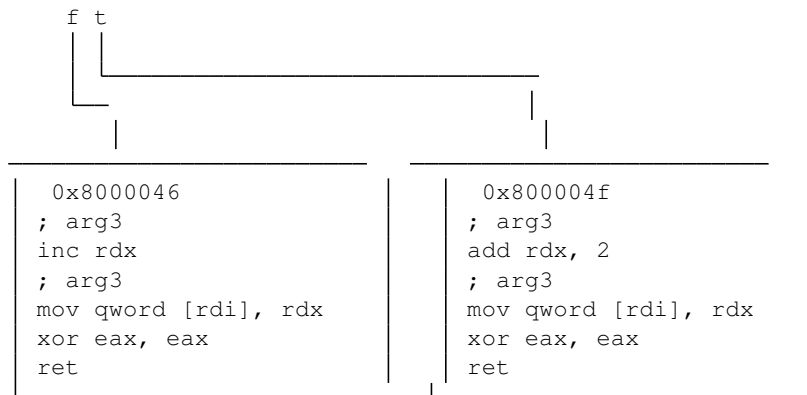 f t
0x8000046
; arg3
inc rdx
; arg3
mov qword [rdi], rdx
xor eax, eax
ret
0x800004f
; arg3
add rdx, 2
; arg3
mov qword [rdi], rdx
xor eax, eax
ret